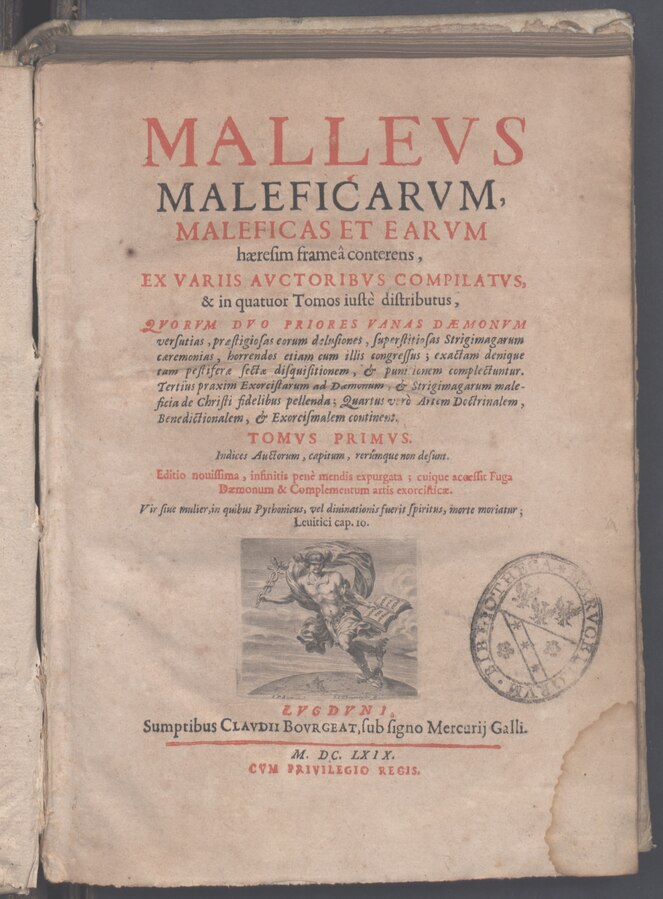 MALLEVS
MALEFICARVM,
MALEFICAS ET EARVM
hæresim frameâ conterens,
EX VARIIS AVCTORIBVS COMPILATVS,
& in quatuor Tomos iustè distributus,
QVORVM DVO PRIORES VANAS DÆMONVM
versutias, præstigiosas eorum delusiones, superstitiosas Strigimagarum
cæremonias, horrendos etiam cum illis congressus; exactam denique
tam pestiferæ sectæ disquisitionem, & punitionem complectuntur.
Tertius praxim Exorcistarum ad Dæmonum, & Strigimagarum male-
ficia de Christi fidelibus pellenda; Quartus verò Artem Doctrinalem,
Benedictionalem, & Exorcismalem continent.
TOMVS PRIMVS.
Indices Auctorum, capitum, rerúmque non desunt.
Editio nouissima, infinitis penè mendis expurgata; cuique accessit Fuga
Dæmonum & Complementum artis exorcisticæ.
Vir siue mulier, in quibus Pythonicus, vel diuinationis fuerit spiritus, morte moriatur;
Leuitici cap. 10.
LVGDVNI,
Sumptibus CLAVDII BOVRGEAT, sub signo Mercurij Galli.
M. DC. LXIX.
CVM PRIVILEGIO REGIS.
BIBLIOTHECA